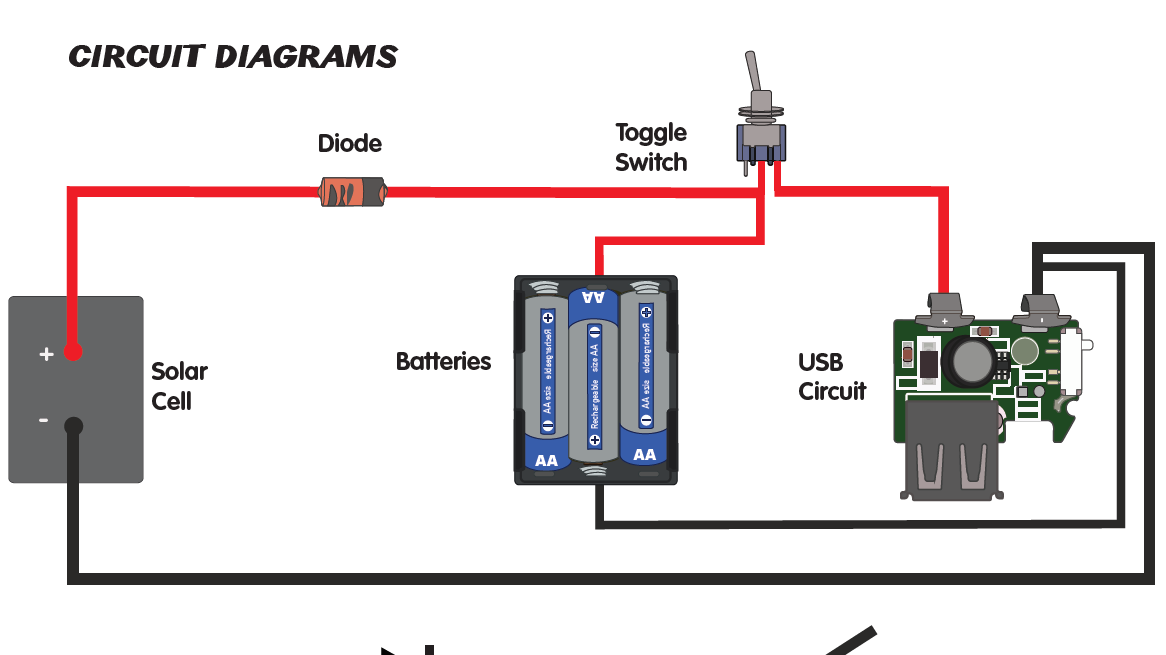 CIRCUIT DIAGRAMS
Diode
Toggle
Switch
+
-
Solar
Cell
Batteries
AA
+
Rechargeable size AA
-
AA
-
Rechargeable size AA
+
+
Rechargeable size AA
-
AA
USB
Circuit
+
-